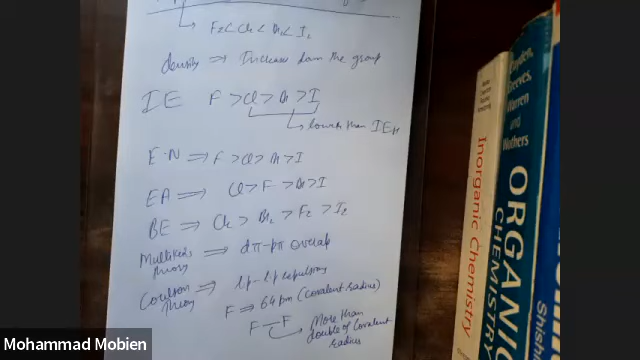 F₂ < Cl₂ < Br₂ < I₂
density ⇒ Increase down the group
IE F > Cl > Br > I
lower than IE_H
E·N ⇒ F > Cl > Br > I
EA ⇒ Cl > F > Br > I
BE ⇒ Cl₂ > Br₂ > F₂ > I₂
Mulliken theory ⇒ dπ-pπ overlap
Coulson theory ⇒ lp-lp repulsion
F ⇒ 64 pm (covalent radius)
F — F More than
double of covalent
radius
Inorganic Chemistry
Clayden,
Greeves,
Warren
and
Wothers
ORGANIC
CHEMISTRY
Mohammad Mobien